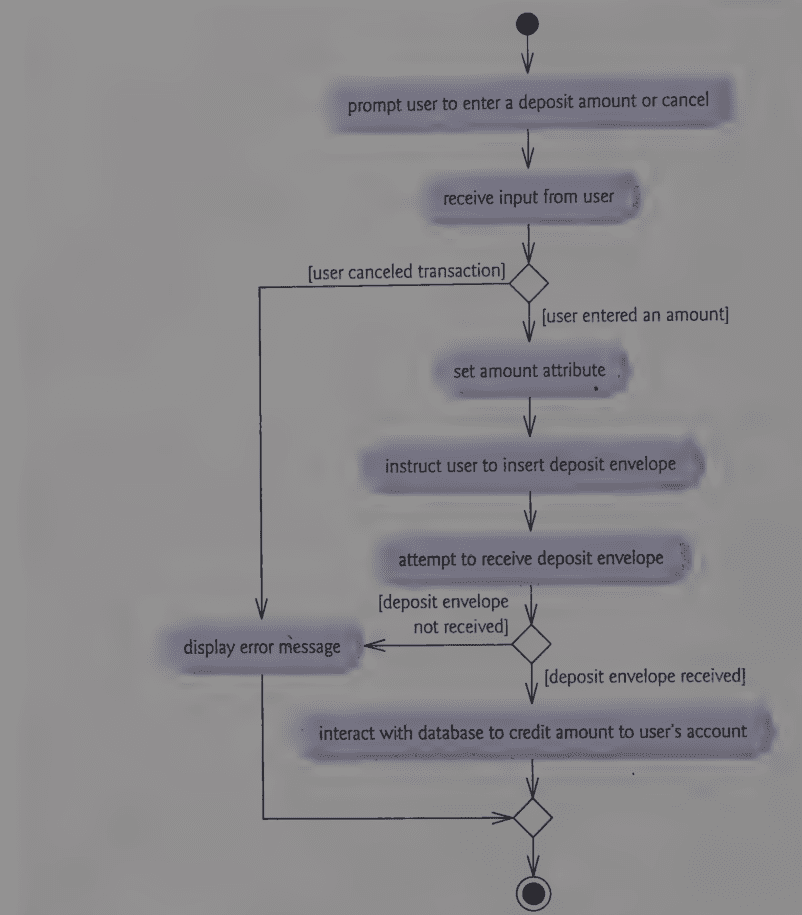 prompt user to enter a deposit amount or cancel
receive input from user
[user canceled transaction]
[user entered an amount]
set amount attribute
instruct user to insert deposit envelope
attempt to receive deposit envelope
[deposit envelope
not received]
display error message
[deposit envelope received]
interact with database to credit amount to user's account